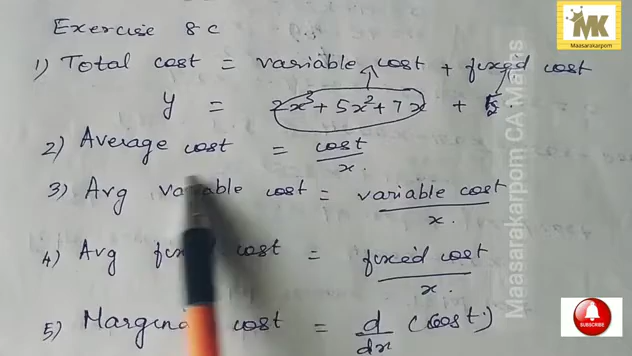 MK
Maasarakarpom
Exercise 8c
1) Total cost = variable cost + fixed cost
y = 2x³ + 5x² + 7x +
2) Average cost = cost/x.
3) Avg variable cost = variable cost/x.
4) Avg fixed cost = fixed cost/x.
5) Marginal cost = d/dx (cost.)
Maasarakarpom CA Maths
SUBSCRIBE